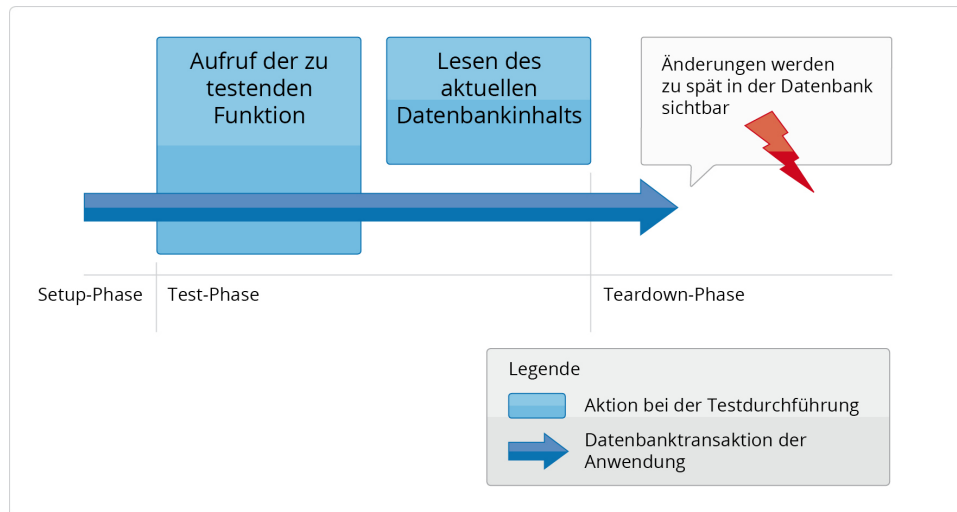 Aufruf der zu
testenden
Funktion
Lesen des
aktuellen
Datenbankinhalts
Änderungen werden
zu spät in der Datenbank
sichtbar
Setup-Phase
Test-Phase
Teardown-Phase
Legende
Aktion bei der Testdurchführung
Datenbanktransaktion der
Anwendung